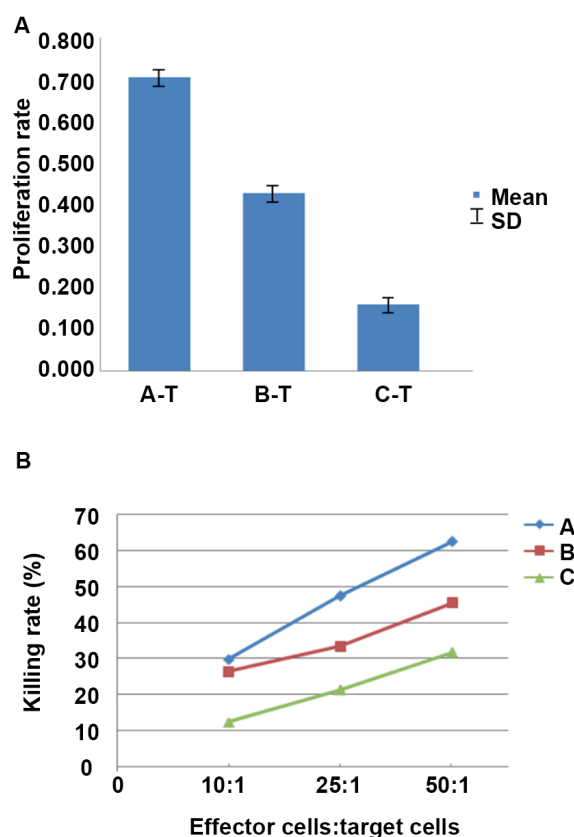 A
Proliferation rate
0.800
0.700
0.600
0.500
0.400
0.300
0.200
0.100
0.000
A-T B-T C-T
Mean
SD
B
Killing rate (%)
70
60
50
40
30
20
10
0
0 10:1 25:1 50:1
Effector cells:target cells
A
B
C